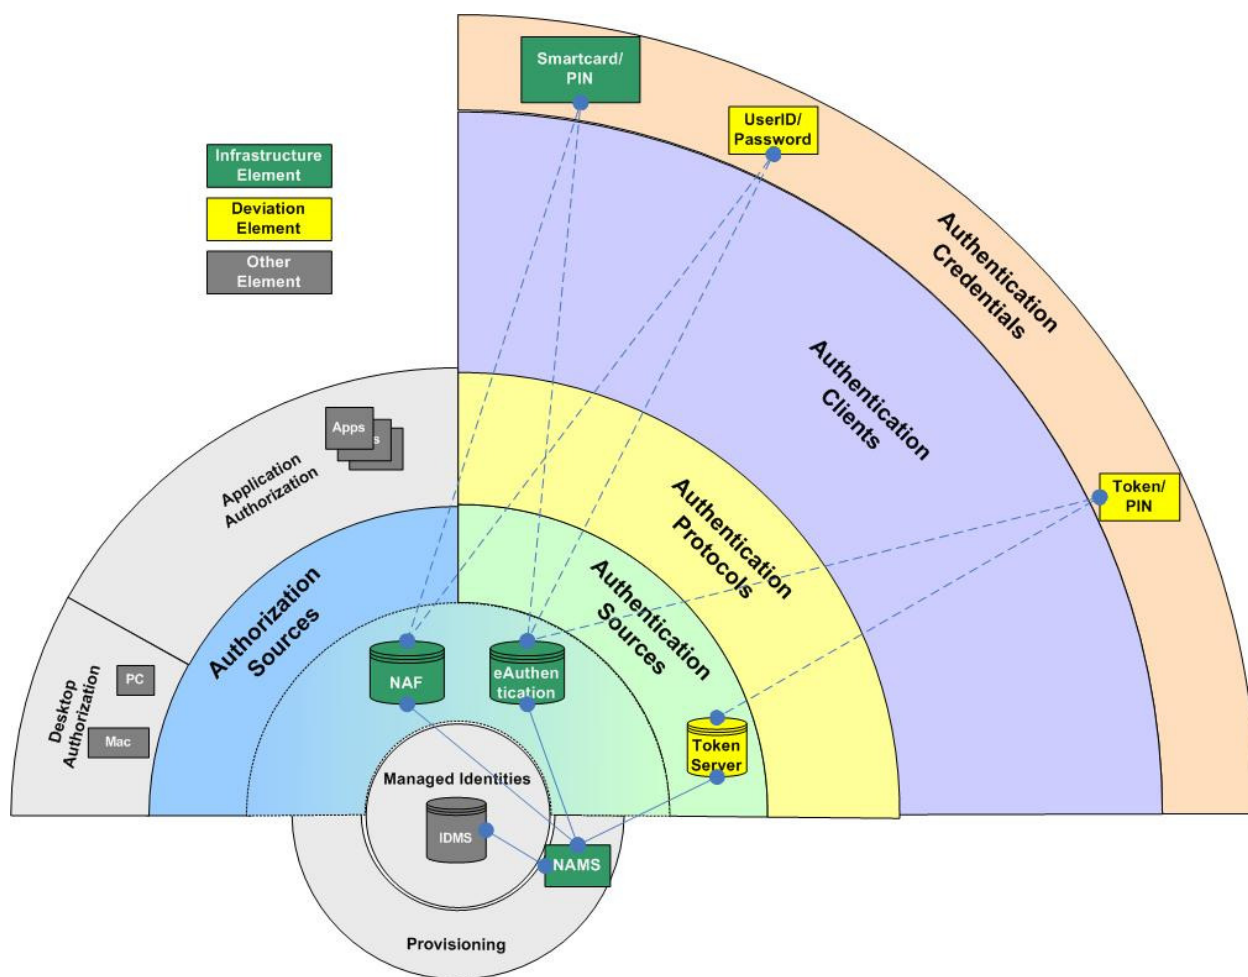 Smartcard/
PIN
UserID/
Password
Infrastructure
Element
Deviation
Element
Other
Element
Authentication
Credentials
Authentication
Clients
Apps
s
Application
Authorization
Token/
PIN
Authentication
Protocols
Authentication
Sources
Authorization
Sources
Desktop
Authorization
PC
Mac
NAF
eAuthen
tication
Token
Server
Managed Identities
IDMS
NAMS
Provisioning